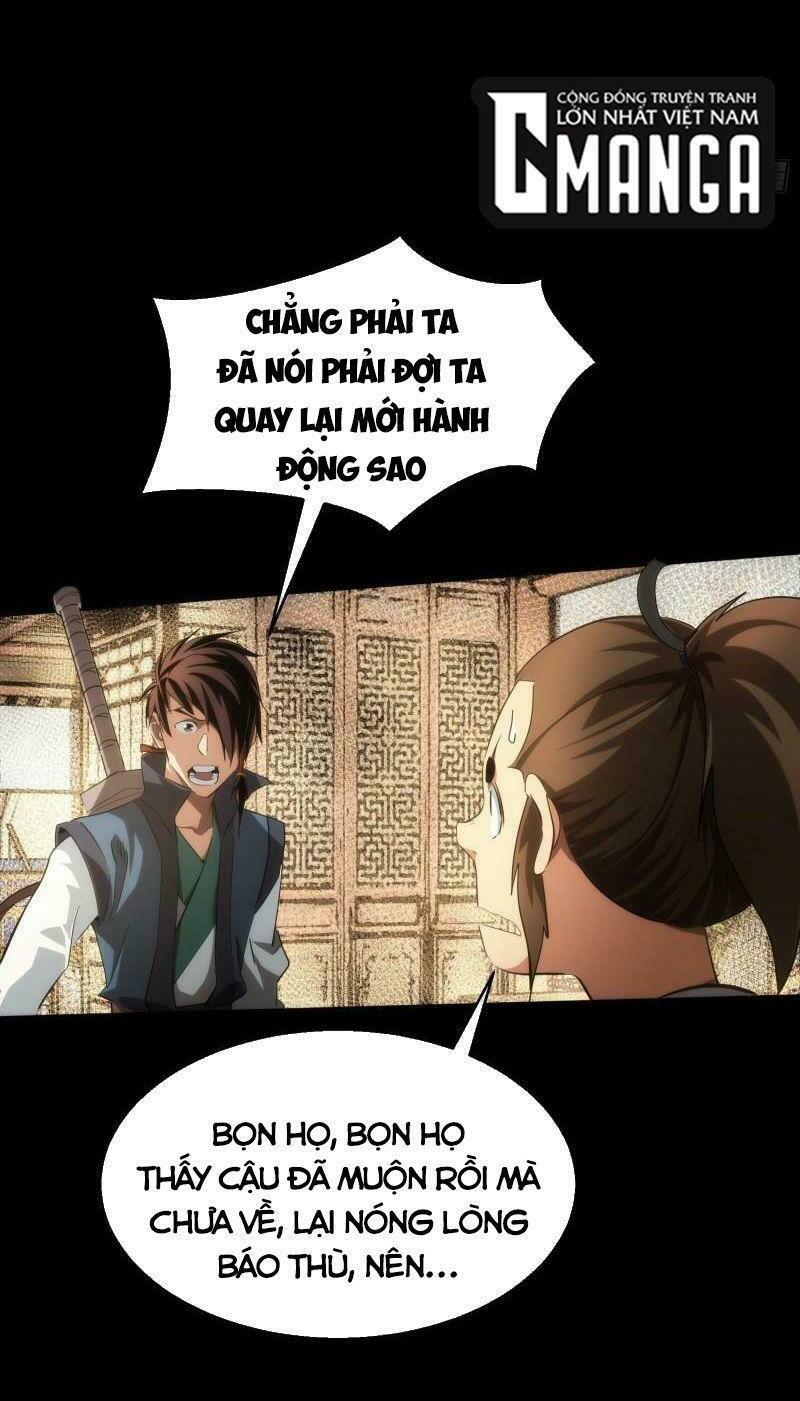 CỘNG ĐỒNG TRUYỆN TRANH
LỚN NHẤT VIỆT NAM
CMANGA
CHẲNG PHẢI TA
ĐÃ NÓI PHẢI ĐỢI TA
QUAY LẠI MỚI HÀNH
ĐỘNG SAO
BỌN HỌ, BỌN HỌ
THẤY CẬU ĐÃ MUỘN RỒI MÀ
CHƯA VỀ, LẠI NÓNG LÒNG
BÁO THÙ, NÊN...